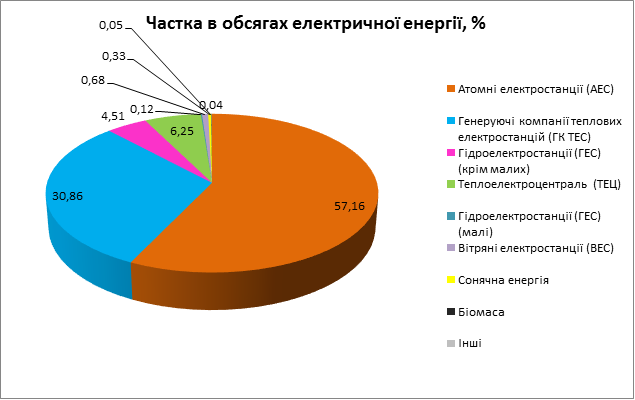 Частка в обсягах електричної енергії, %
0,05
0,33
0,68
0,12
0,04
4,51
6,25
30,86
57,16
Атомні електростанції (АЕС)
Генеруючі компанії теплових
електростанцій (ГК ТЕС)
Гідроелектростанції (ГЕС)
(крім малих)
Теплоелектроцентраль (ТЕЦ)
Гідроелектростанції (ГЕС)
(малі)
Вітряні електростанції (ВЕС)
Сонячна енергія
Біомаса
Інші